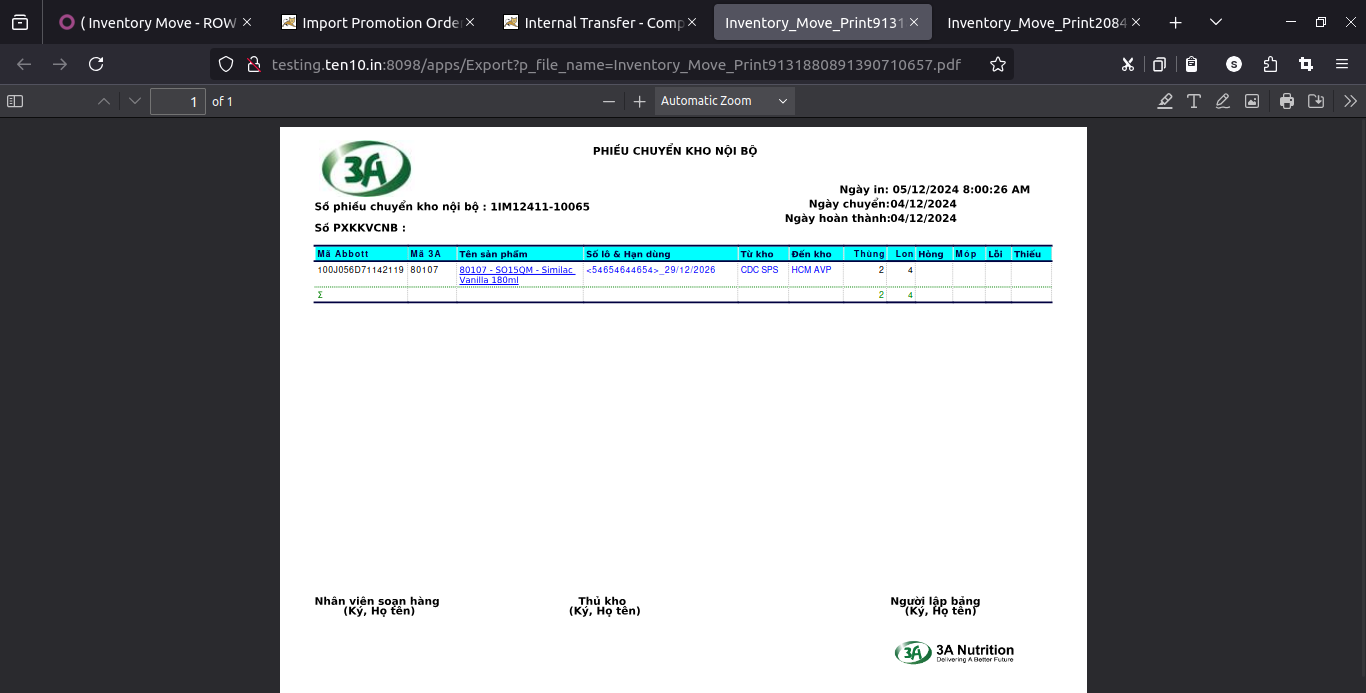 ( Inventory Move - ROW
Import Promotion Orde
Internal Transfer - Comp
Inventory_Move_Print9131
Inventory_Move_Print2084
testing.ten10.in:8098/apps/Export?p_file_name=Inventory_Move_Print9131880891390710657.pdf
S
1 of 1
Automatic Zoom
3A
PHIẾU CHUYỂN KHO NỘI BỘ
Ngày in: 05/12/2024 8:00:26 AM
Số phiếu chuyển kho nội bộ : 1IM12411-10065
Ngày chuyển:04/12/2024
Ngày hoàn thành:04/12/2024
Số PXKKVCNB :
Mã Abbott Mã 3A Tên sản phẩm Số lô & Hạn dùng Từ kho Đến kho Thùng Lon Hỏng Móp Lỗi Thiếu
100J056D71142119 80107 80107 - SO15QM - Similac <54654644654>_29/12/2026 CDC SPS HCM AVP 2 4
Vanilla 180ml
Σ 2 4
Nhân viên soạn hàng Thủ kho Người lập bảng
(Ký, Họ tên) (Ký, Họ tên) (Ký, Họ tên)
3A 3A Nutrition
Delivering A Better Future